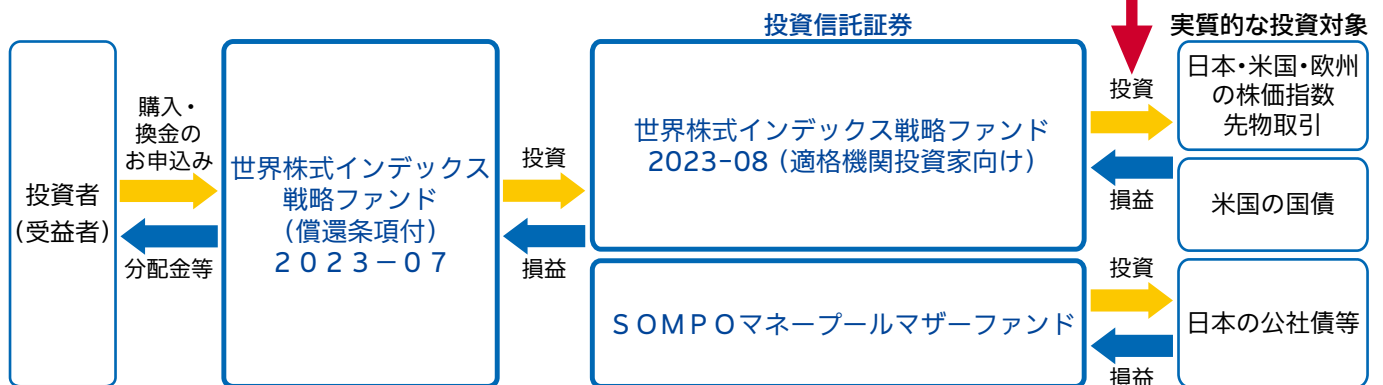 投資信託証券
実質的な投資対象
投資者
(受益者)
購入・
換金の
お申込み
分配金等
世界株式インデックス
戦略ファンド
(償還条項付)
２０２３－０７
投資
損益
世界株式インデックス戦略ファンド
2023-08（適格機関投資家向け）
ＳＯＭＰＯマネープールマザーファンド
投資
損益
投資
損益
日本・米国・欧州
の株価指数
先物取引
米国の国債
日本の公社債等